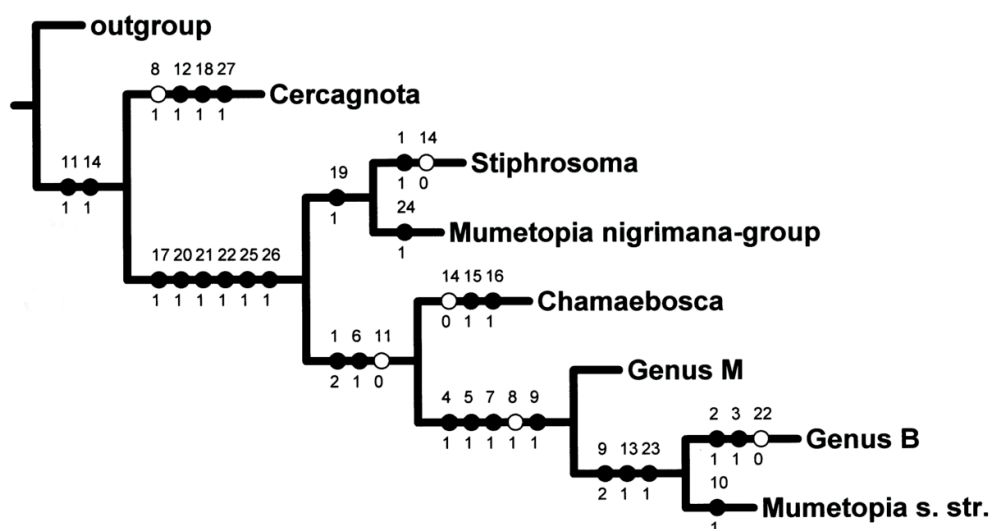 outgroup
8 12 18 27
Cercagnota
1 1 1 1
1 14
11 14
Stiphrosoma
19
1 0
1 1
24
1
Mumetopia nigrimana-group
17 20 21 22 25 26
1
1 1 1 1 1 1
14 15 16
Chamaebosca
0 1 1
1 6 11
2 1 0
Genus M
4 5 7 8 9
1 1 1 1 1
2 3 22
Genus B
9 13 23
1 1 0
2 1 1
10
Mumetopia s. str.
1